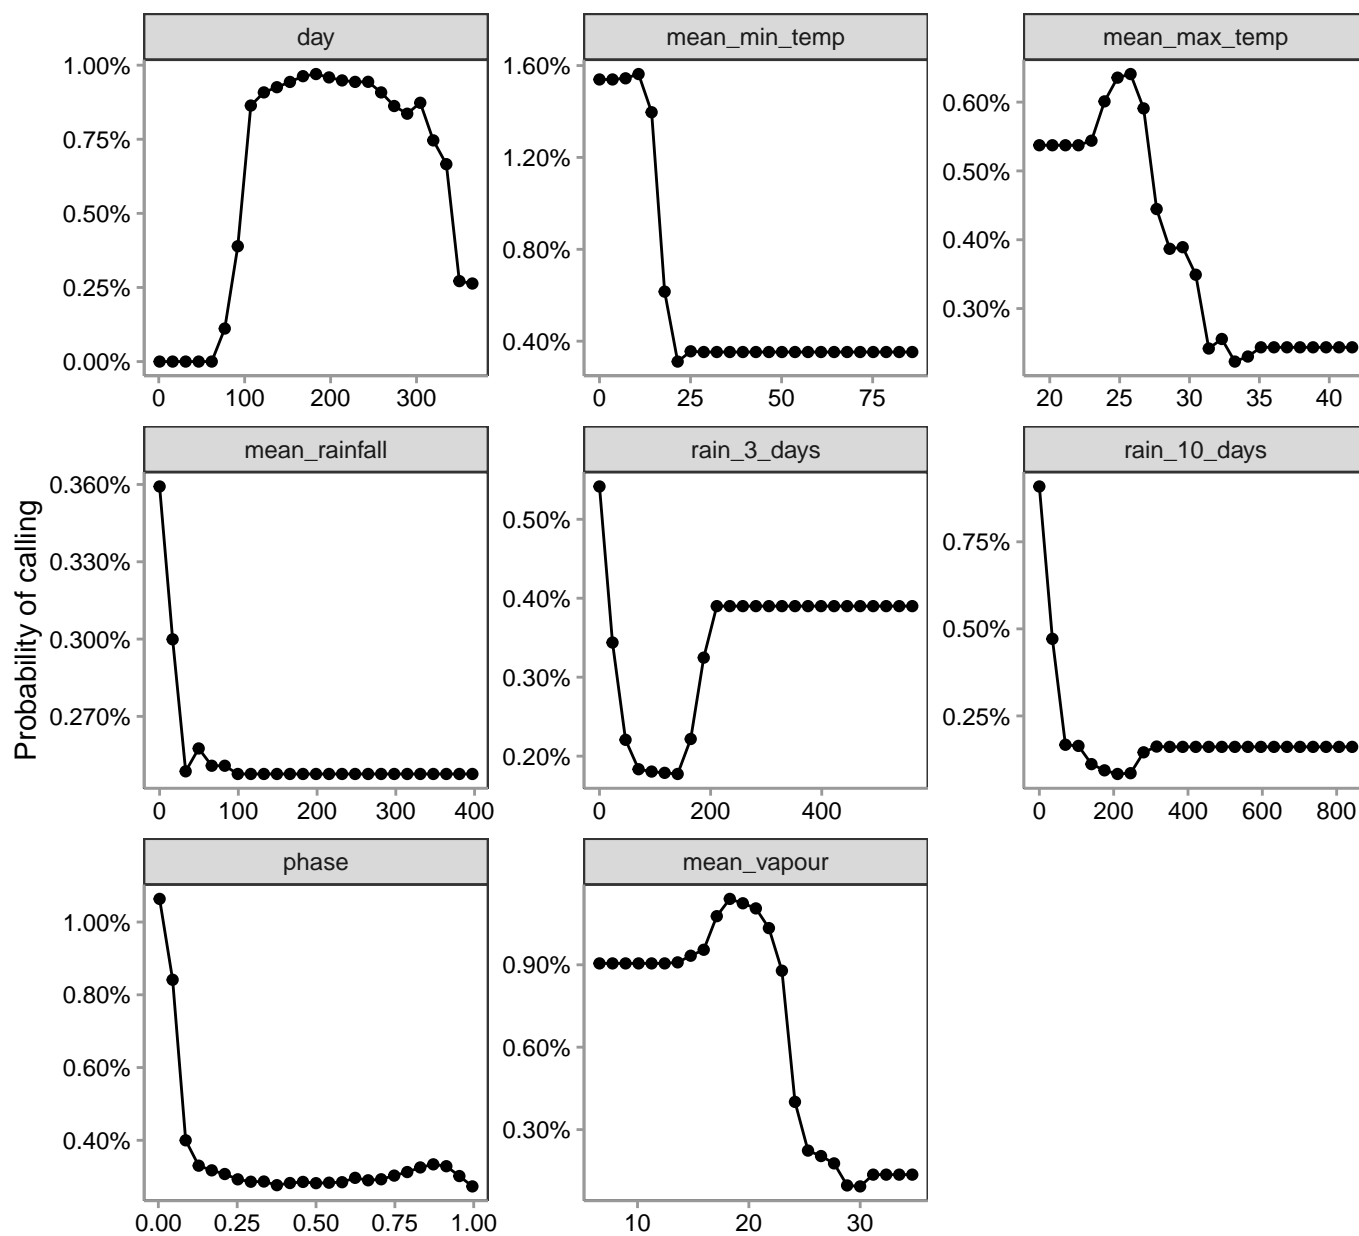 day mean_min_temp mean_max_temp
1.00%
0.75%
0.50%
0.25%
0.00%
0 100 200 300
1.60%
1.20%
0.80%
0.40%
0 25 50 75
0.60%
0.50%
0.40%
0.30%
20 25 30 35 40
Probability of calling
mean_rainfall rain_3_days rain_10_days
0.360%
0.330%
0.300%
0.270%
0 100 200 300 400
0.50%
0.40%
0.30%
0.20%
0 200 400
0.75%
0.50%
0.25%
0 200 400 600 800
phase mean_vapour
1.00%
0.80%
0.60%
0.40%
0.00 0.25 0.50 0.75 1.00
0.90%
0.60%
0.30%
10 20 30